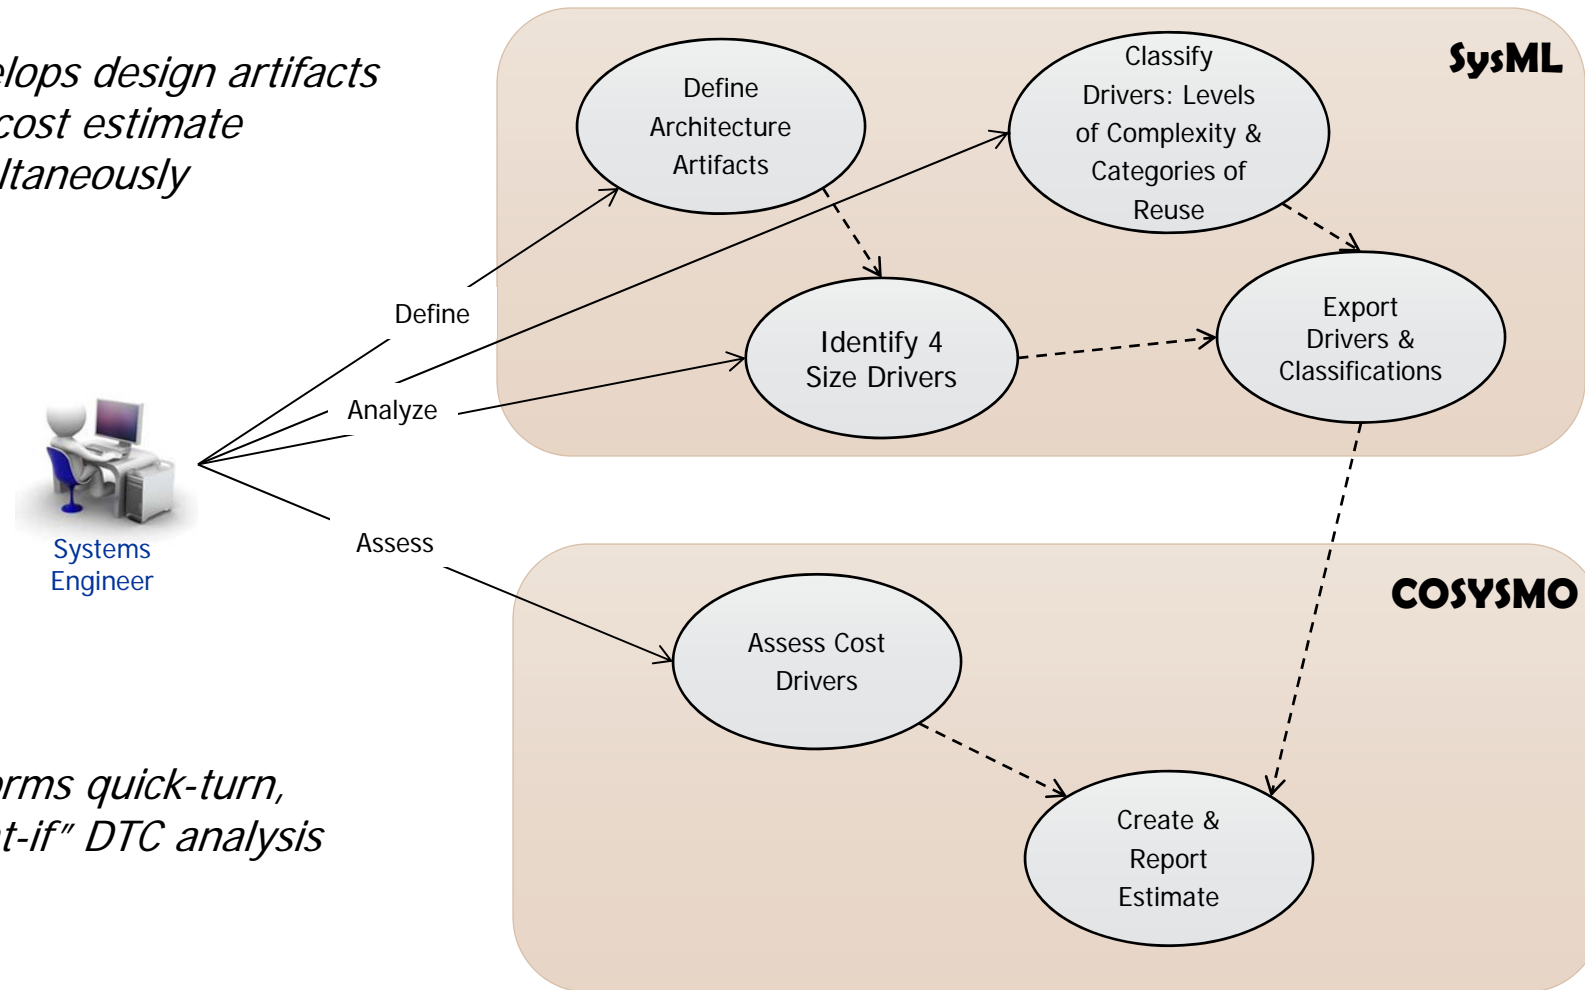 elops design artifacts
cost estimate
ltaneously
SysML
Define
Architecture
Artifacts
Classify
Drivers: Levels
of Complexity &
Categories of
Reuse
Define
Identify 4
Size Drivers
Export
Drivers &
Classifications
Analyze
Systems
Engineer
Assess
COSYSMO
Assess Cost
Drivers
orms quick-turn,
t-if” DTC analysis
Create &
Report
Estimate